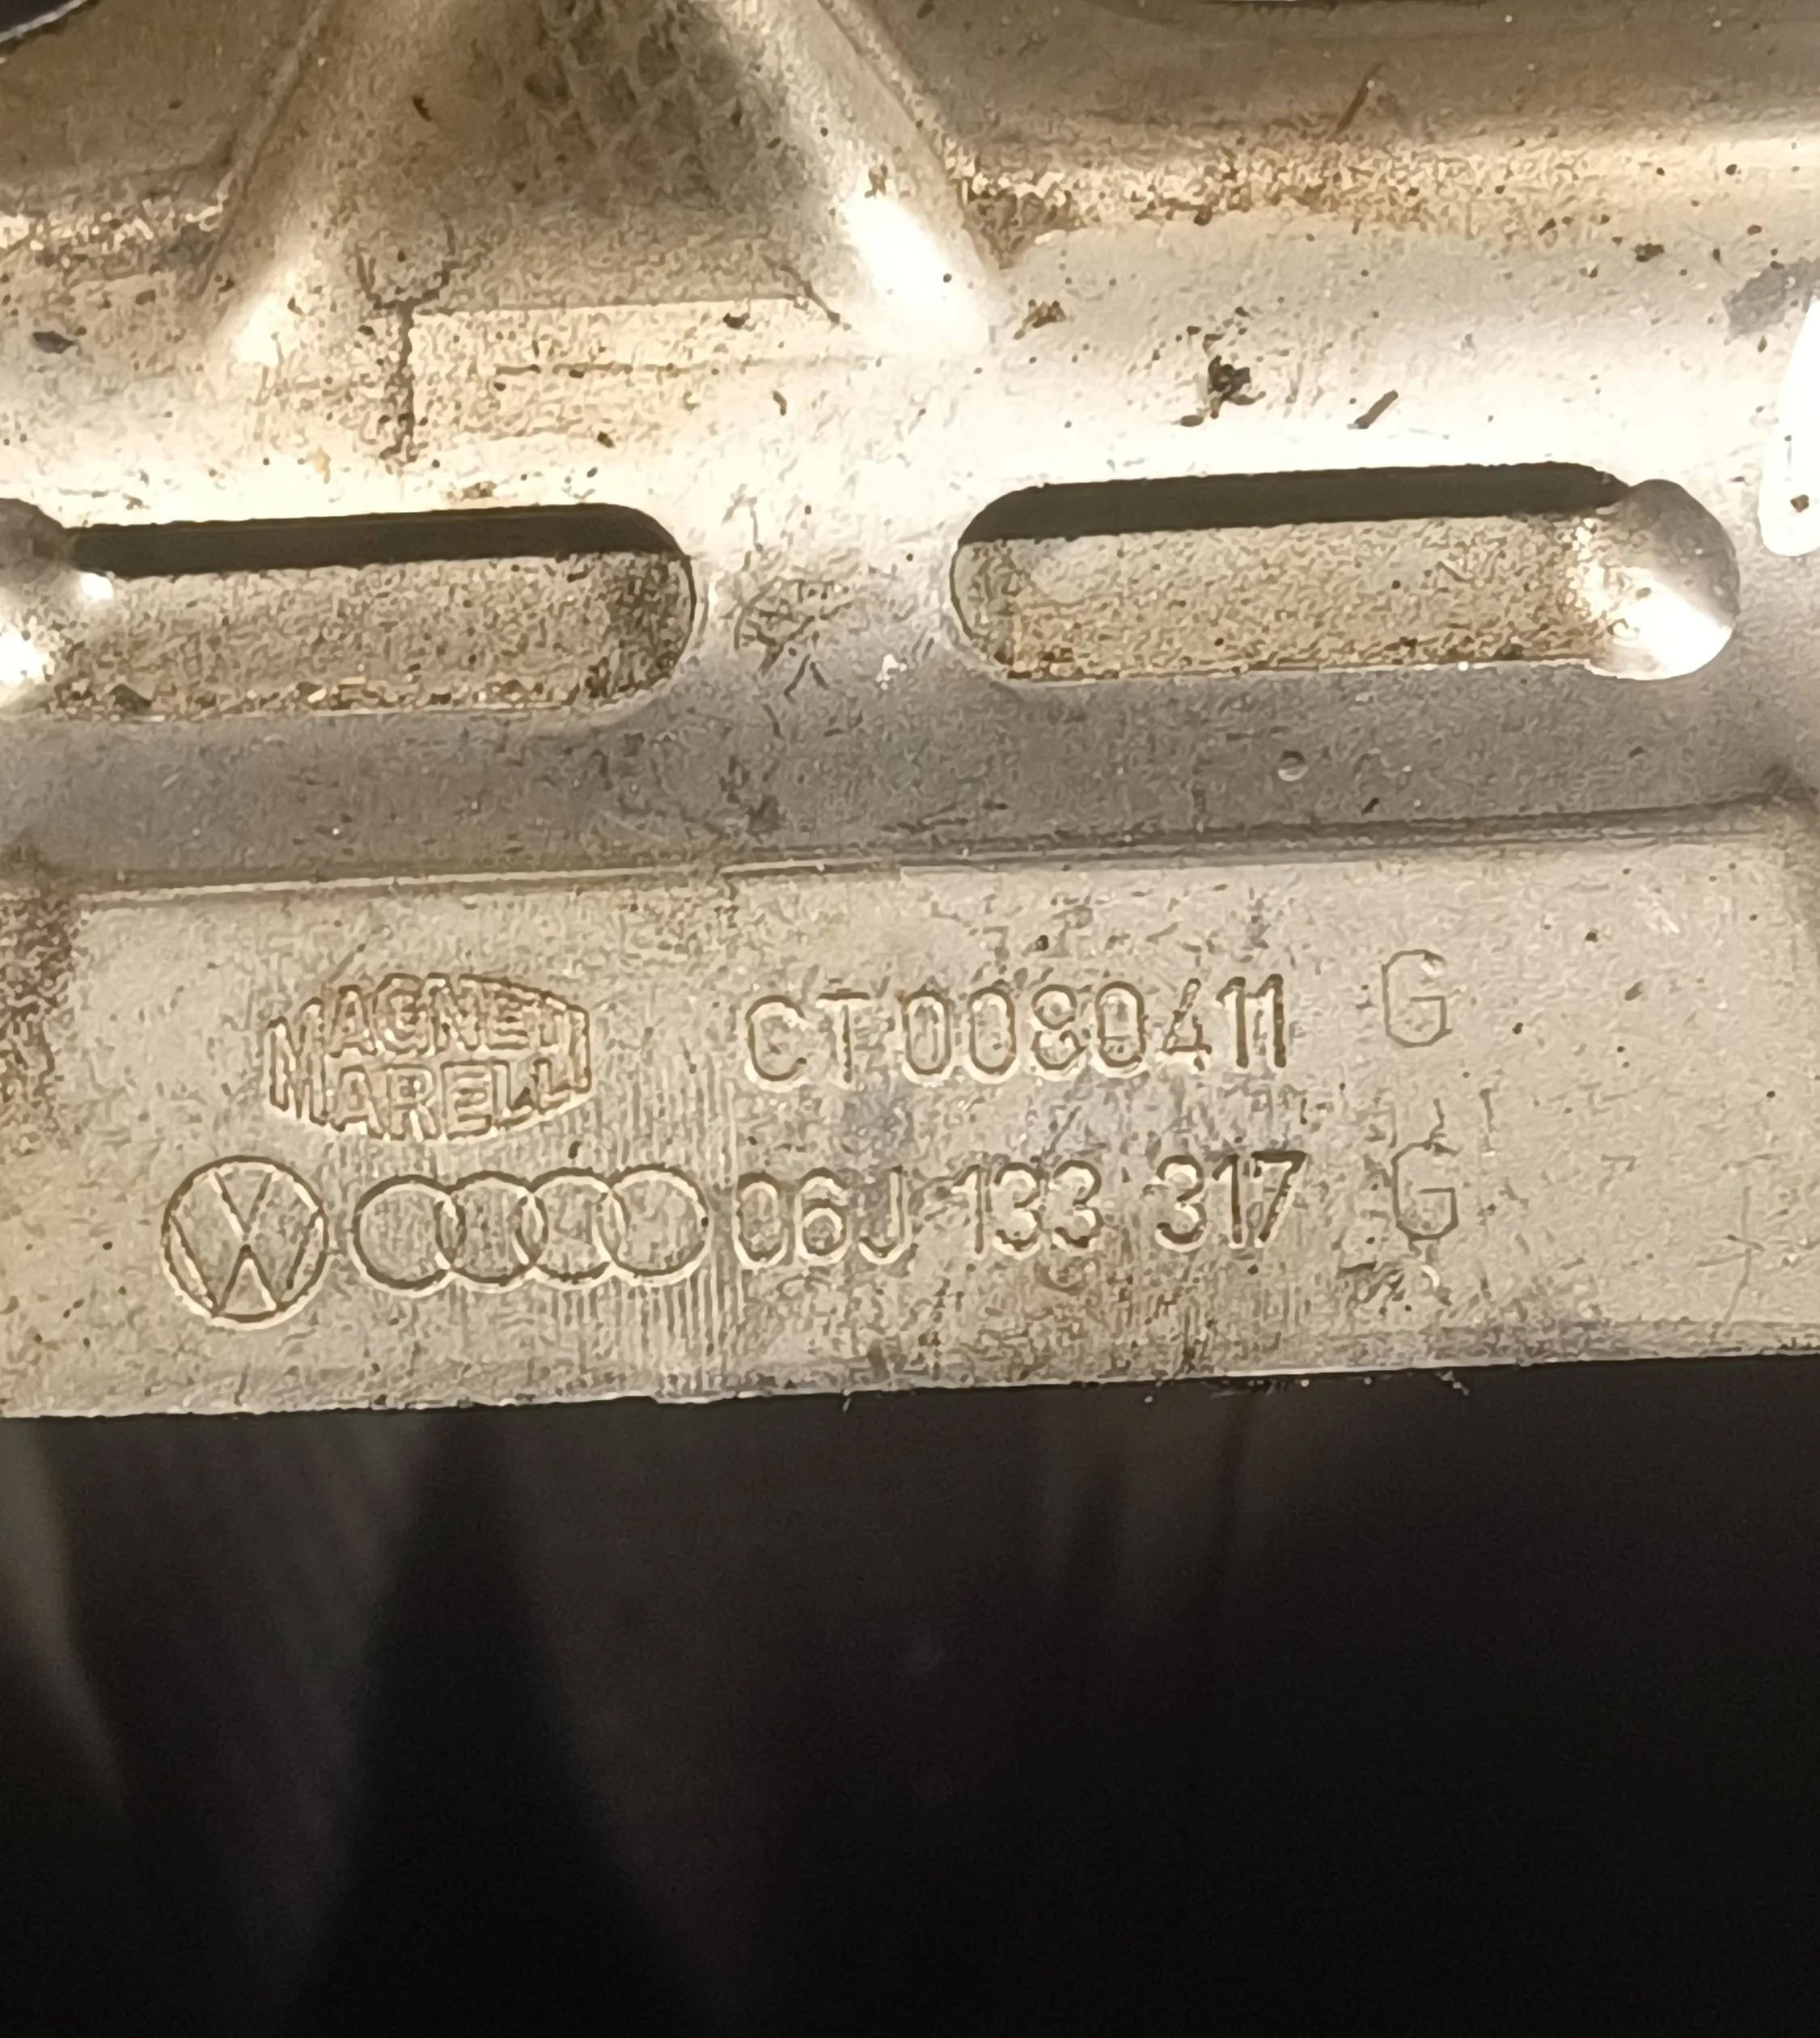 MAGNETI MARELLI CT0080411 G
06J 133 317 G